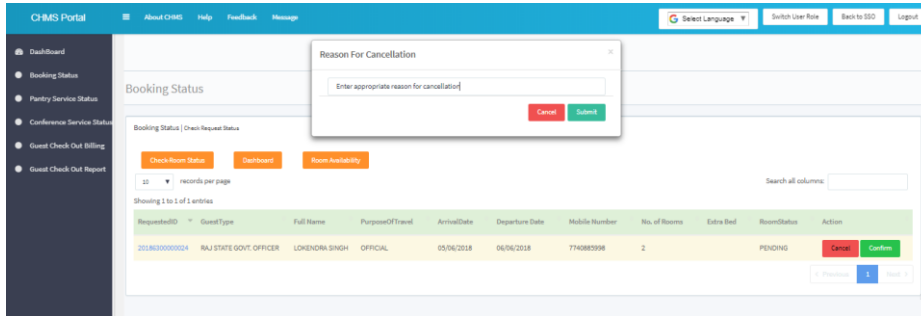 CHMS Portal
About CHMS Help Feedback Message
Select Language ▼
Switch User Role
Back to SSO
Logout
DashBoard
Booking Status
Pantry Service Status
Conference Service Status
Guest Check Out Billing
Guest Check Out Report
Reason For Cancellation ×
Enter appropriate reason for cancellation
Cancel Submit
Booking Status
Booking Status | Check Request Status
Check-Room Status Dashboard Room Availability
10 ▼ records per page
Search all columns:
Showing 1 to 1 of 1 entries
RequestedID GuestType Full Name PurposeOfTravel ArrivalDate Departure Date Mobile Number No. of Rooms Extra Bed RoomStatus Action
20186300000024 RAJ STATE GOVT. OFFICER LOKENDRA SINGH OFFICIAL 05/06/2018 06/06/2018 7740885998 2 PENDING Cancel Confirm
< Previous 1 Next >